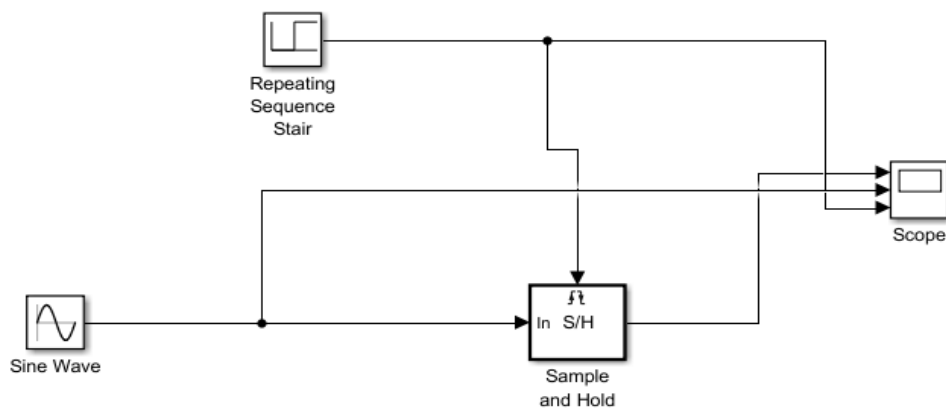 Repeating
Sequence
Stair
Scope
In S/H
Sine Wave
Sample
and Hold